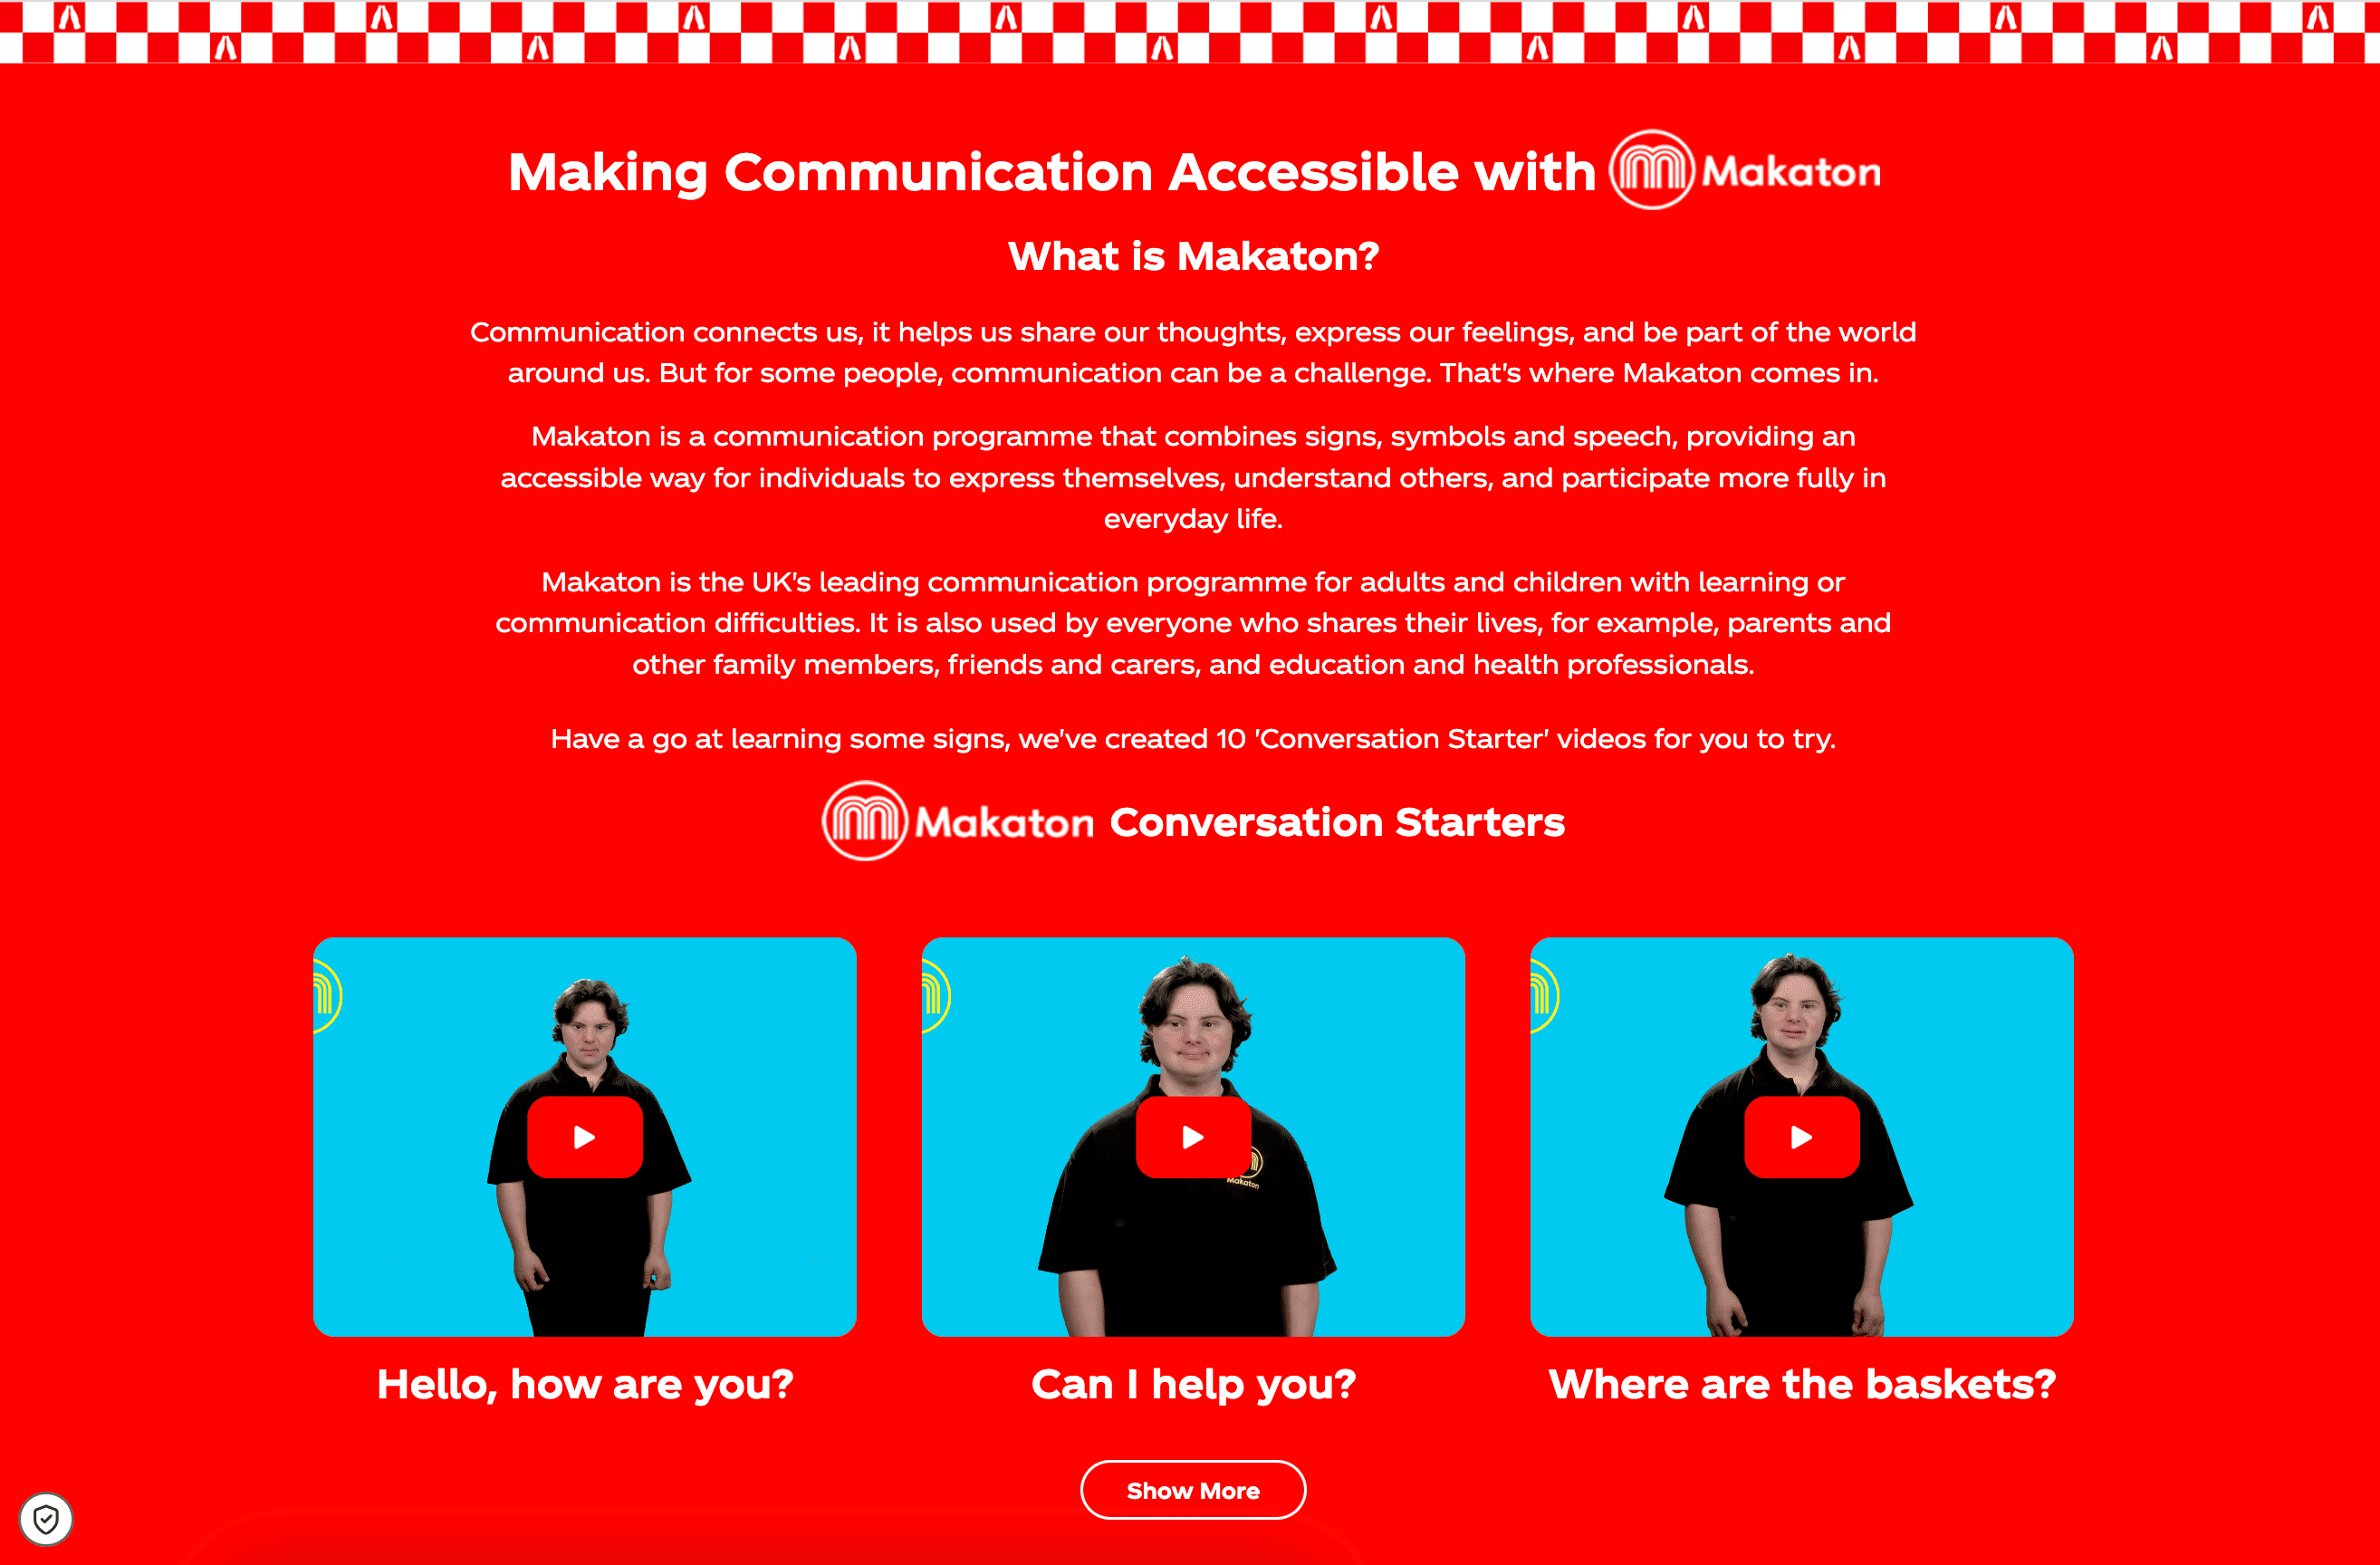 Making Communication Accessible with Makaton
What is Makaton?
Communication connects us, it helps us share our thoughts, express our feelings, and be part of the world
around us. But for some people, communication can be a challenge. That's where Makaton comes in.
Makaton is a communication programme that combines signs, symbols and speech, providing an
accessible way for individuals to express themselves, understand others, and participate more fully in
everyday life.
Makaton is the UK's leading communication programme for adults and children with learning or
communication difficulties. It is also used by everyone who shares their lives, for example, parents and
other family members, friends and carers, and education and health professionals.
Have a go at learning some signs, we've created 10 'Conversation Starter' videos for you to try.
Makaton Conversation Starters
Makaton
Hello, how are you?
Can I help you?
Where are the baskets?
Show More